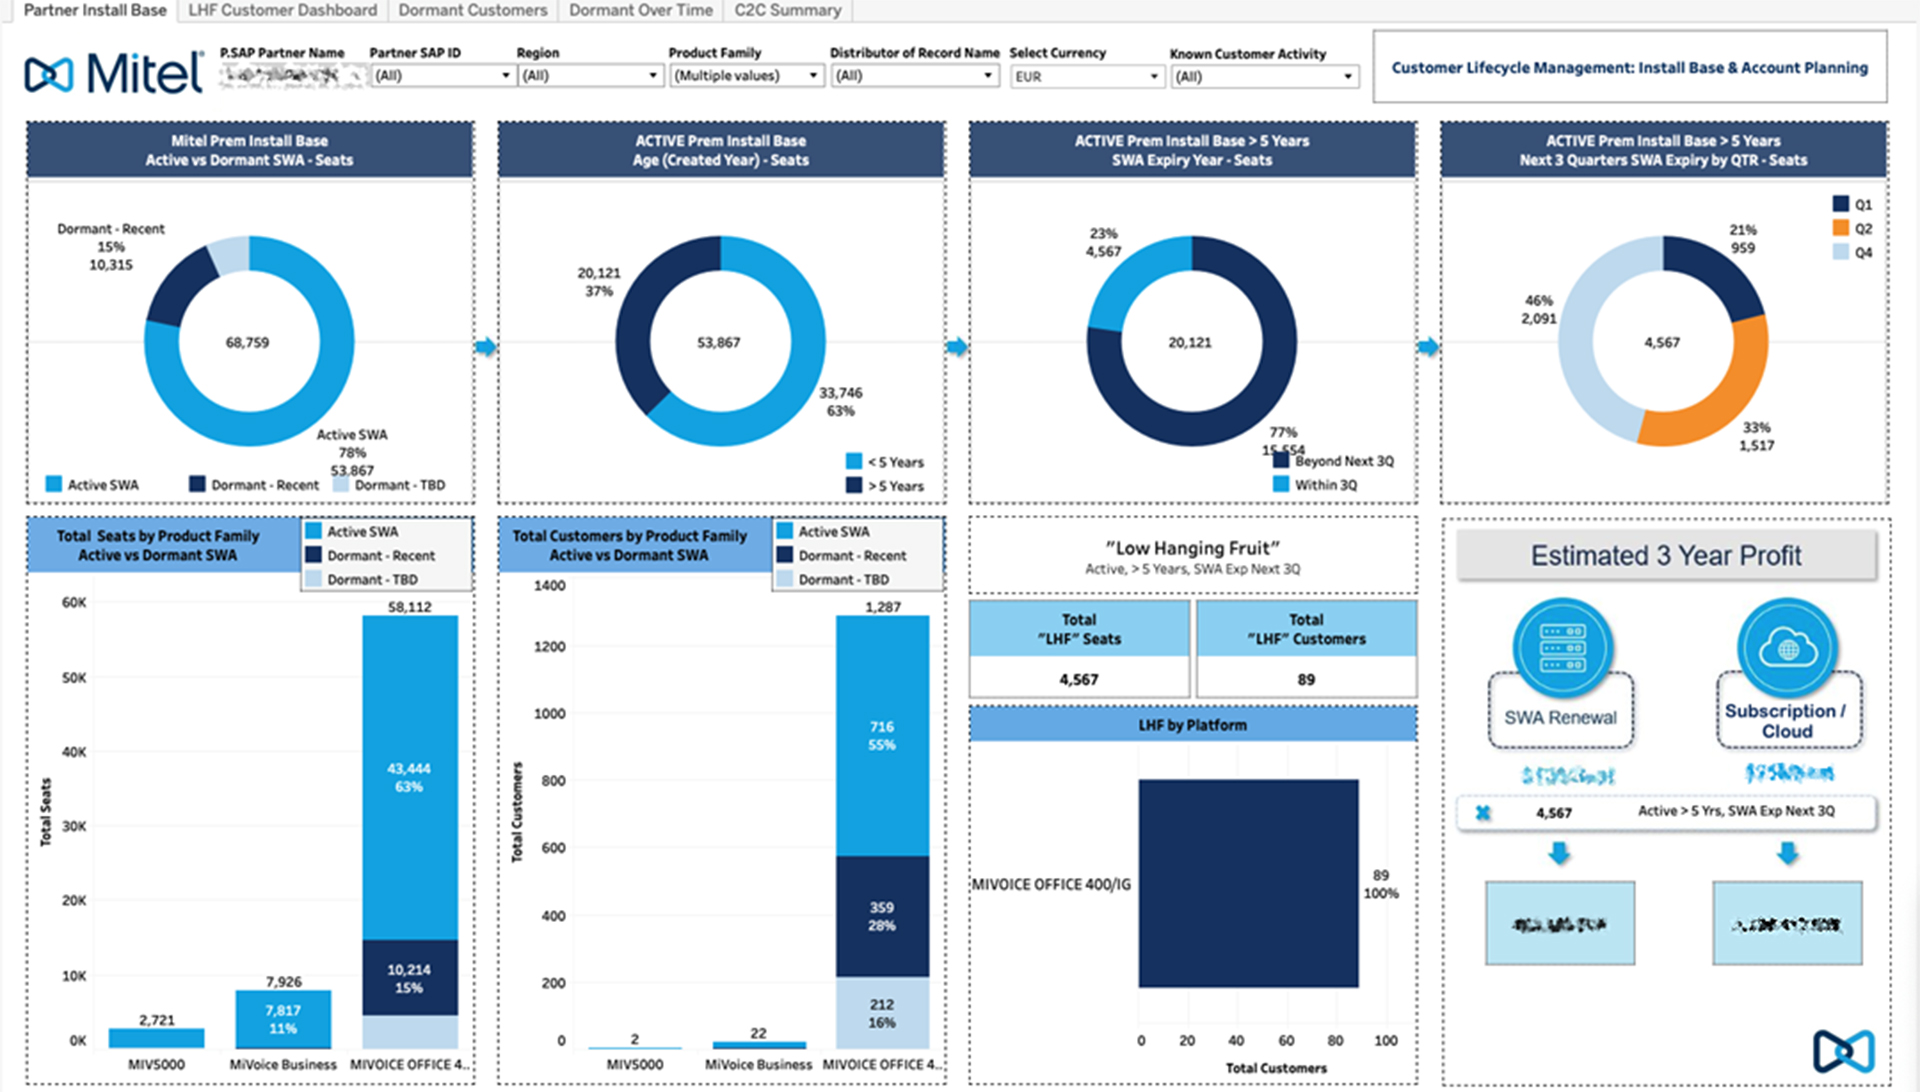 Partner Install Base
LHF Customer Dashboard
Dormant Customers
Dormant Over Time
C2C Summary
Mitel
P.SAP Partner Name
Partner SAP ID
(All)
Region
(All)
Product Family
(Multiple values)
Distributor of Record Name
(All)
Select Currency
EUR
Known Customer Activity
(All)
Customer Lifecycle Management: Install Base & Account Planning
Mitel Prem Install Base
Active vs Dormant SWA - Seats
Dormant - Recent
15%
10,315
68,759
Active SWA
78%
53,867
Active SWA
Dormant - Recent
Dormant - TBD
ACTIVE Prem Install Base
Age (Created Year) - Seats
20,121
37%
53,867
33,746
63%
< 5 Years
> 5 Years
ACTIVE Prem Install Base > 5 Years
SWA Expiry Year - Seats
23%
4,567
20,121
77%
15,554
Beyond Next 3Q
Within 3Q
ACTIVE Prem Install Base > 5 Years
Next 3 Quarters SWA Expiry by QTR - Seats
Q1
Q2
Q4
21%
959
46%
2,091
4,567
33%
1,517
Total Seats by Product Family
Active vs Dormant SWA
Active SWA
Dormant - Recent
Dormant - TBD
60K
50K
40K
30K
20K
10K
0K
Total Seats
58,112
43,444
63%
10,214
15%
7,926
7,817
11%
2,721
MIV5000
MiVoice Business
MIVOICE OFFICE 4..
Total Customers by Product Family
Active vs Dormant SWA
Active SWA
Dormant - Recent
Dormant - TBD
1400
1200
1000
800
600
400
200
0
Total Customers
1,287
716
55%
359
28%
212
16%
2
22
MIV5000
MiVoice Business
MIVOICE OFFICE 4..
"Low Hanging Fruit"
Active, > 5 Years, SWA Exp Next 3Q
Total
"LHF" Seats
4,567
Total
"LHF" Customers
89
LHF by Platform
MIVOICE OFFICE 400/IG
89
100%
0
20
40
60
80
100
Total Customers
Estimated 3 Year Profit
SWA Renewal
Subscription /
Cloud
4,567
Active > 5 Yrs, SWA Exp Next 3Q